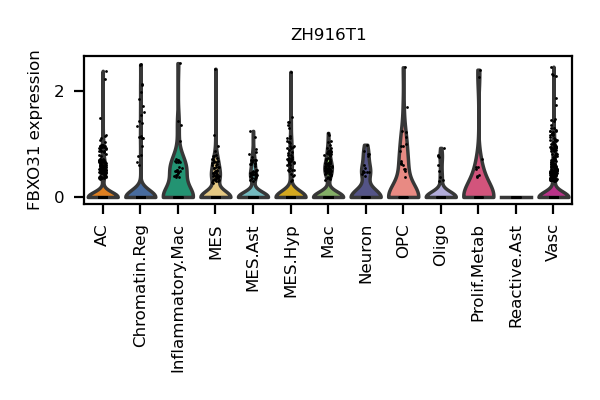 ZH916T1
FBXO31 expression
2
0
AC
Chromatin.Reg
Inflammatory.Mac
MES
MES.Ast
MES.Hyp
Mac
Neuron
OPC
Oligo
Prolif.Metab
Reactive.Ast
Vasc